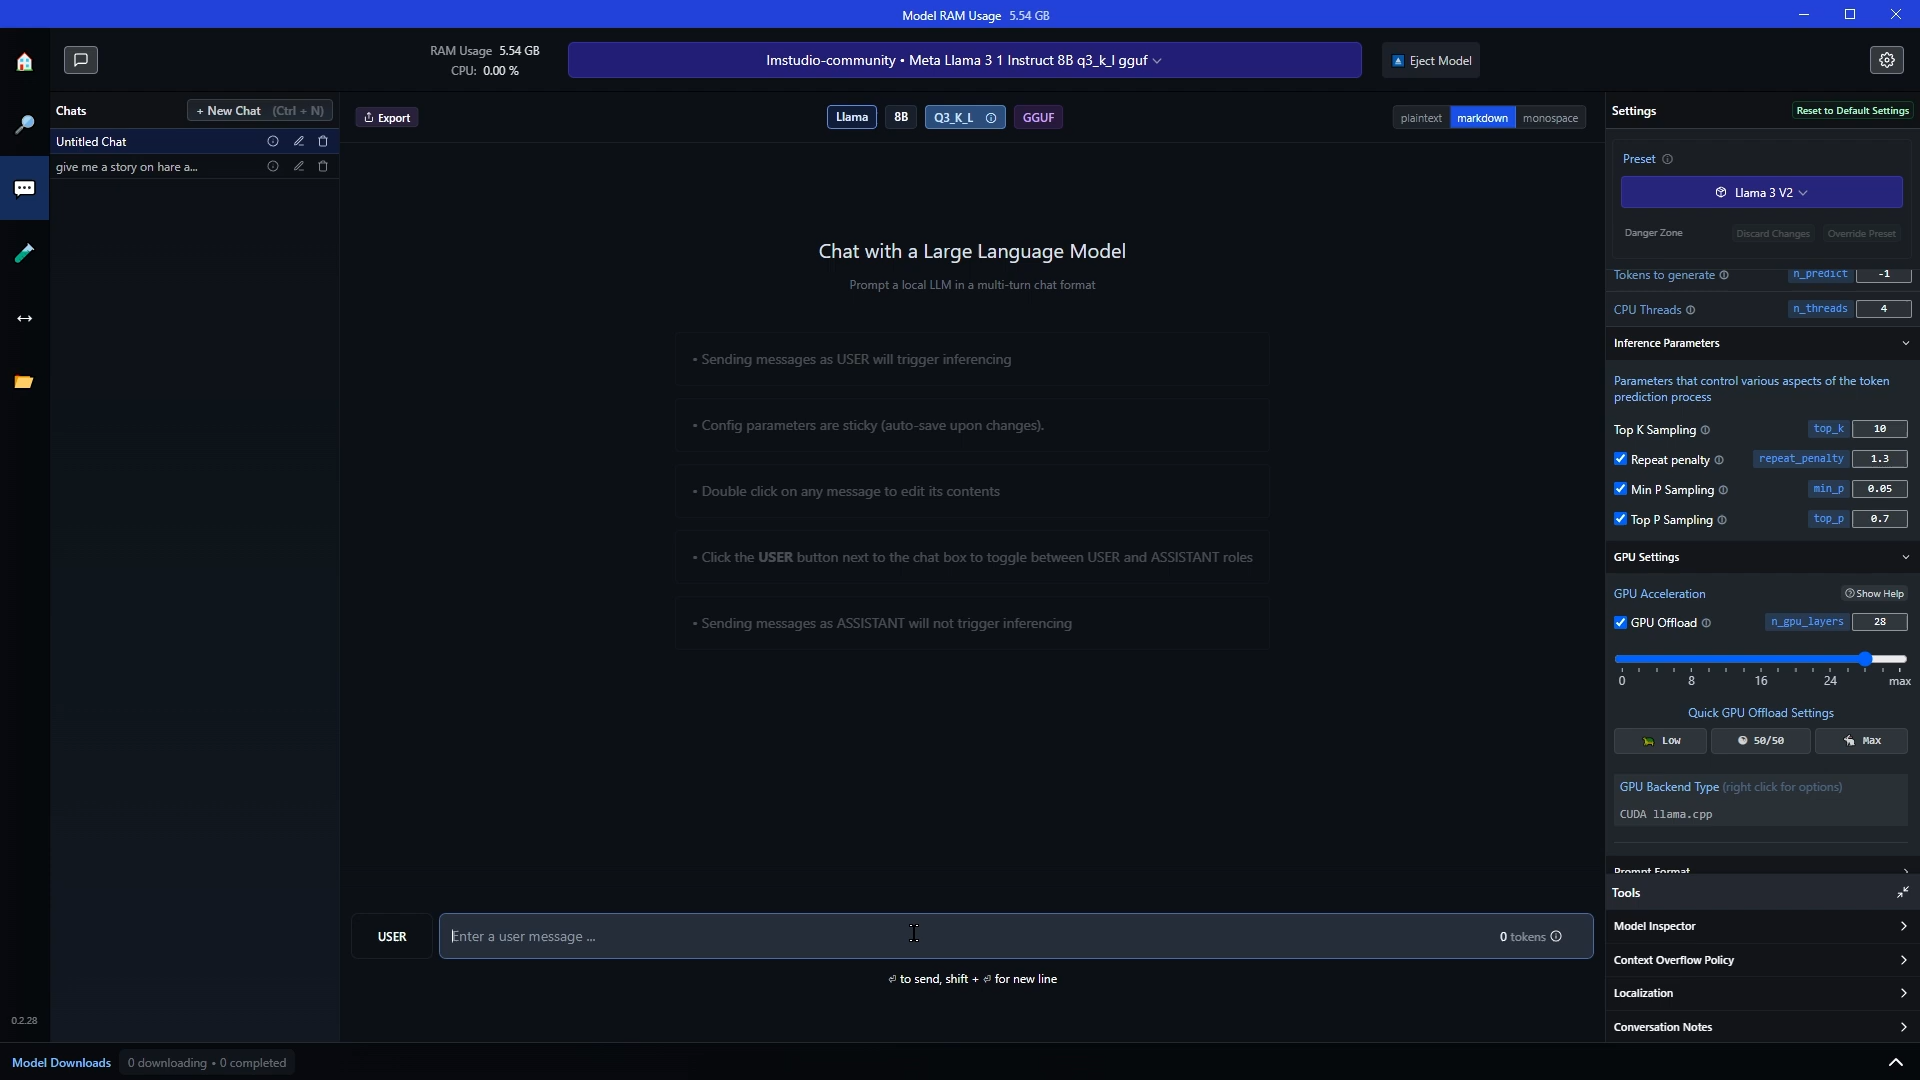 Model RAM Usage 5.54 GB
RAM Usage 5.54 GB
CPU: 0.00 %
lmstudio-community • Meta Llama 3 1 Instruct 8B q3_k_l gguf
Eject Model
Chats
+ New Chat (Ctrl + N)
Untitled Chat
give me a story on hare a...
Export
Llama
8B
Q3_K_L
GGUF
plaintext
markdown
monospace
Chat with a Large Language Model
Prompt a local LLM in a multi-turn chat format
• Sending messages as USER will trigger inferencing
• Config parameters are sticky (auto-save upon changes).
• Double click on any message to edit its contents
• Click the USER button next to the chat box to toggle between USER and ASSISTANT roles
• Sending messages as ASSISTANT will not trigger inferencing
USER
Enter a user message ...
0 tokens
⏎ to send, shift + ⏎ for new line
Settings
Reset to Default Settings
Preset
Llama 3 V2
Danger Zone
Discard Changes
Override Preset
Tokens to generate n_predict -1
CPU Threads n_threads 4
Inference Parameters
Parameters that control various aspects of the token
prediction process
Top K Sampling top_k 10
Repeat penalty repeat_penalty 1.3
Min P Sampling min_p 0.05
Top P Sampling top_p 0.7
GPU Settings
GPU Acceleration
Show Help
GPU Offload n_gpu_layers 28
0 8 16 24 max
Quick GPU Offload Settings
Low
50/50
Max
GPU Backend Type (right click for options)
CUDA llama.cpp
Prompt Format
Tools
Model Inspector
Context Overflow Policy
Localization
Conversation Notes
0.2.28
Model Downloads
0 downloading • 0 completed